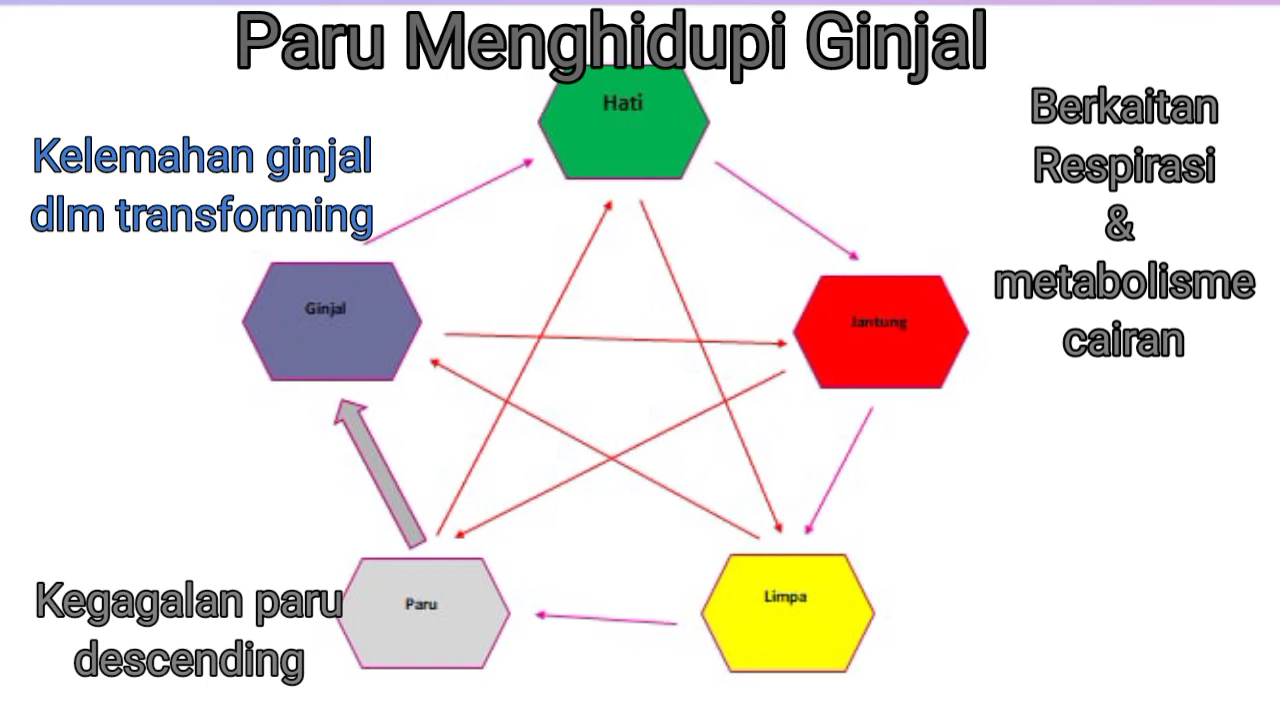 Paru Menghidupi Ginjal
Hati
Berkaitan
Respirasi
&
metabolisme
cairan
Kelemahan ginjal
dlm transforming
Ginjal
Jantung
Kegagalan paru
descending
Paru
Limpa